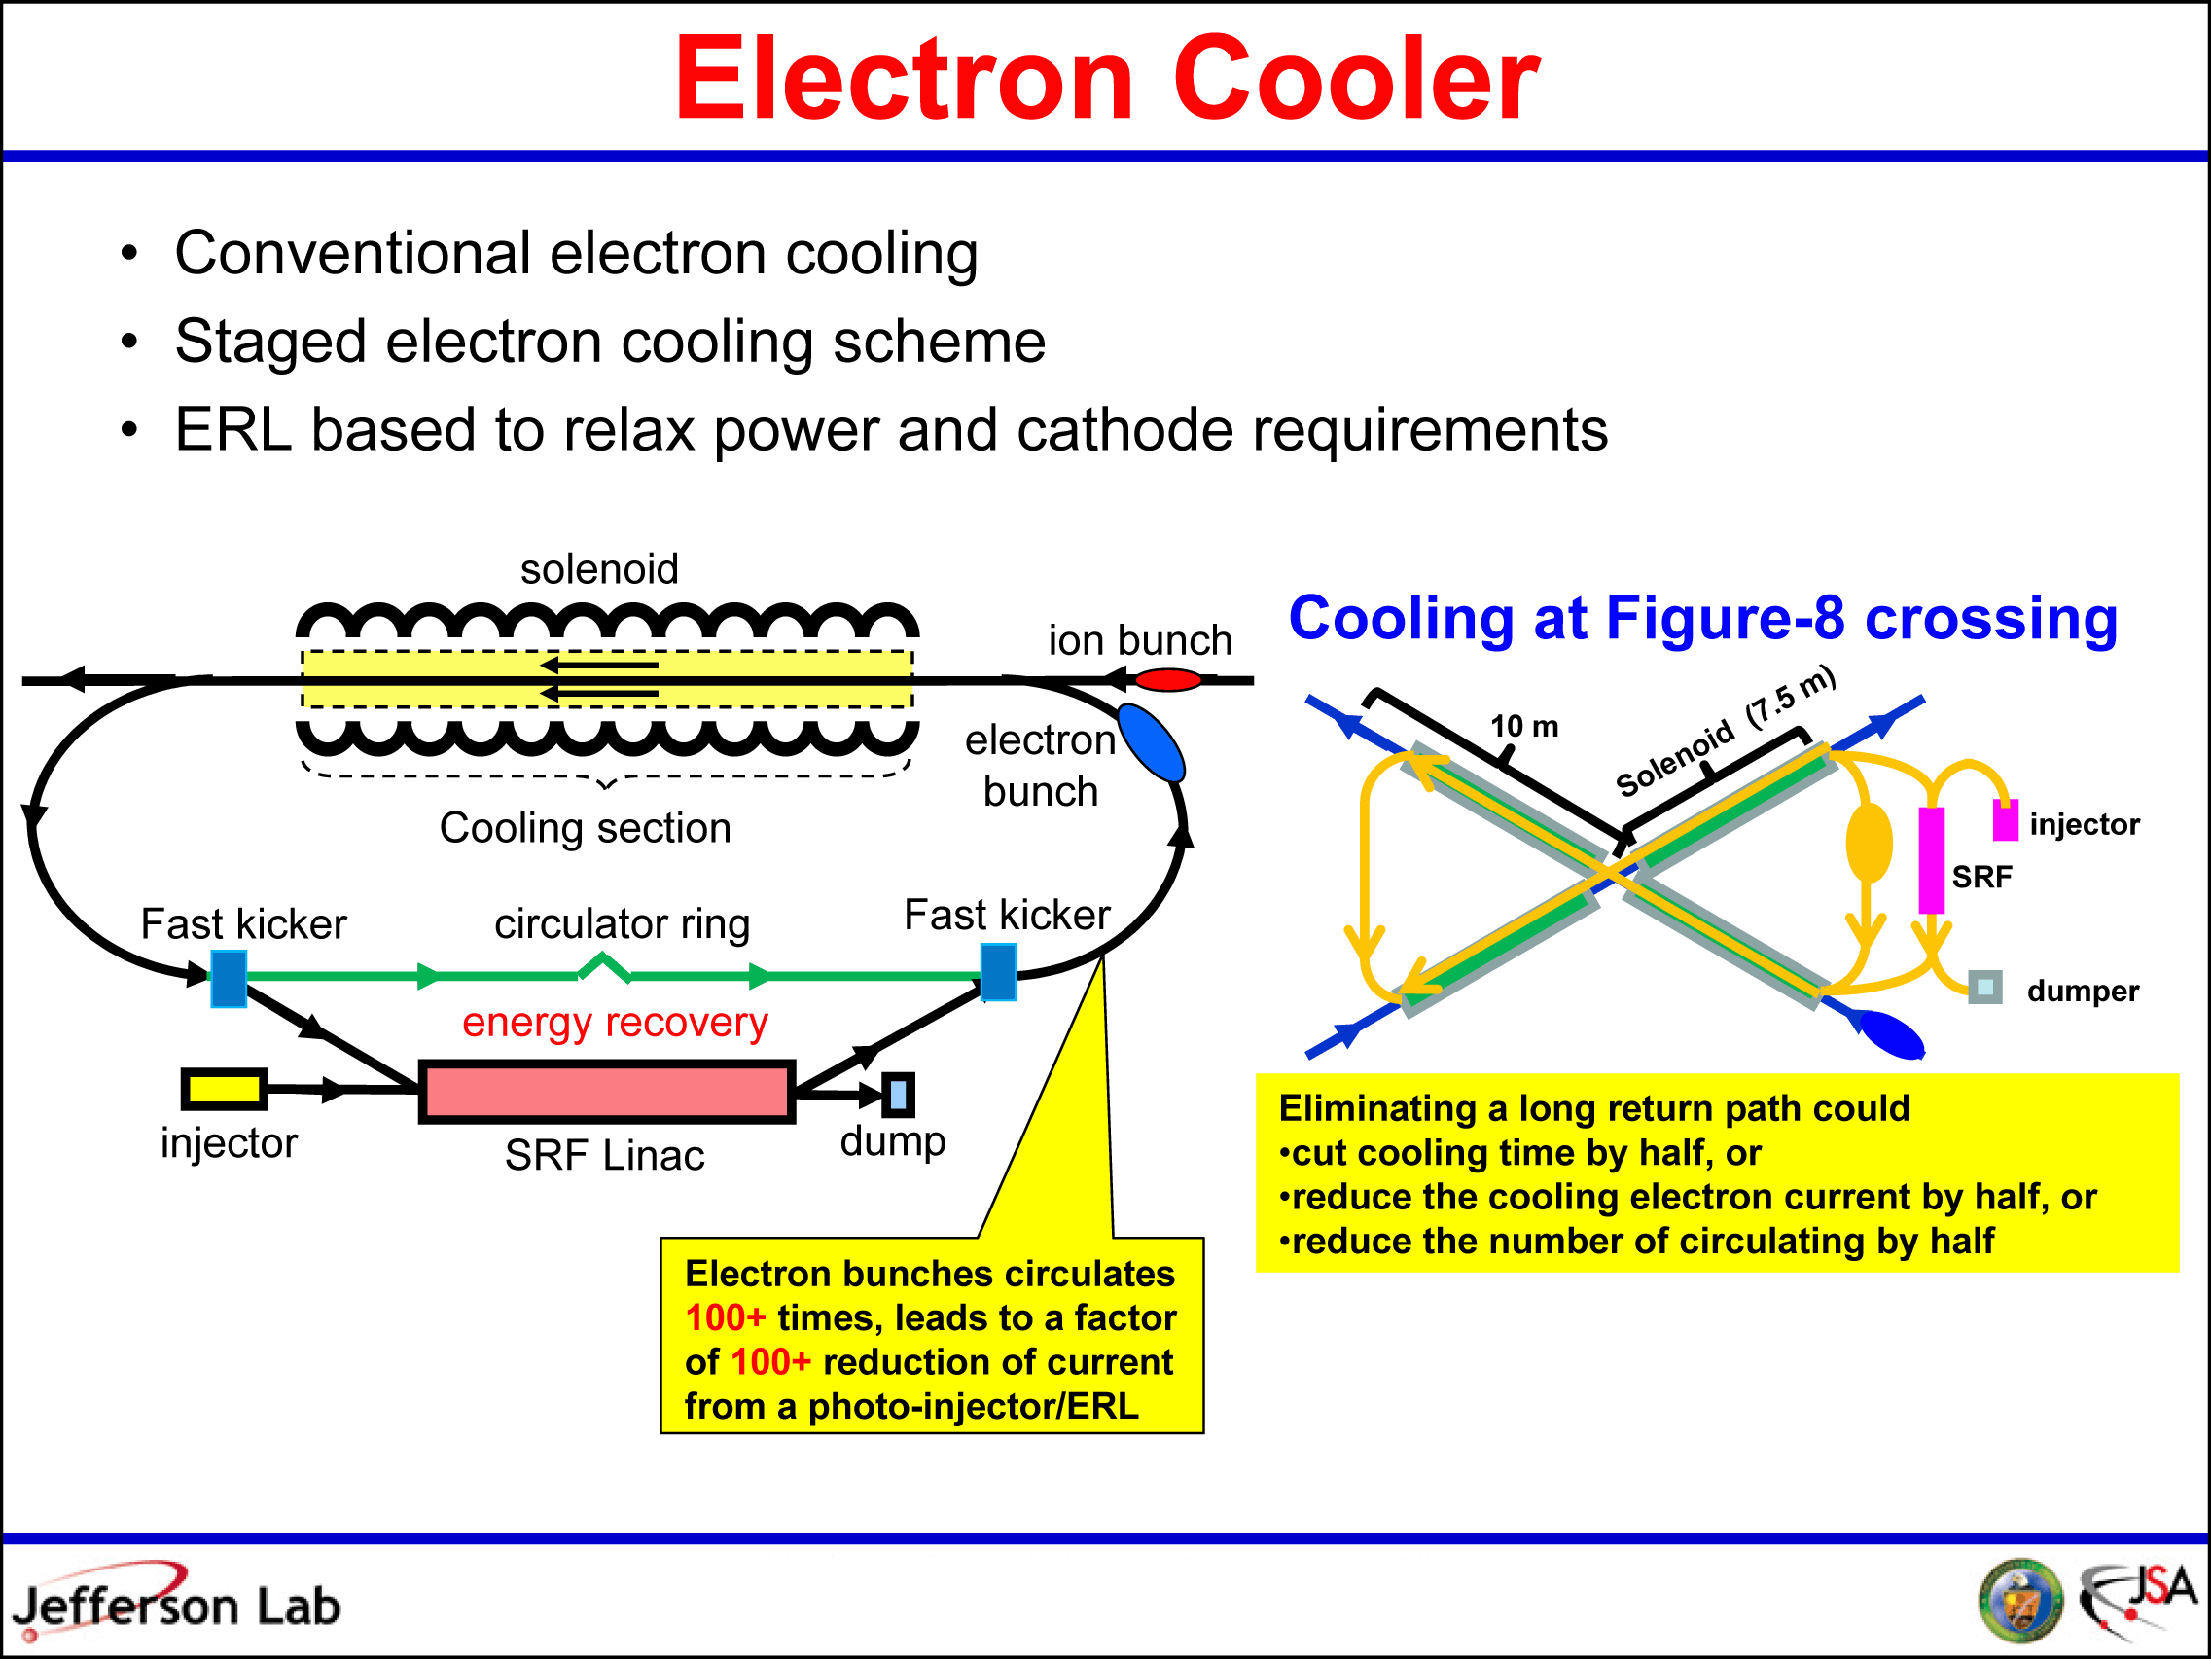 Electron Cooler
• Conventional electron cooling
• Staged electron cooling scheme
• ERL based to relax power and cathode requirements
solenoid
ion bunch
electron
bunch
Cooling section
Fast kicker
circulator ring
Fast kicker
energy recovery
injector
SRF Linac
dump
Electron bunches circulates
100+ times, leads to a factor
of 100+ reduction of current
from a photo-injector/ERL
Cooling at Figure-8 crossing
10 m
Solenoid (7.5 m)
injector
SRF
dumper
Eliminating a long return path could
•cut cooling time by half, or
•reduce the cooling electron current by half, or
•reduce the number of circulating by half
Jefferson Lab
JSA